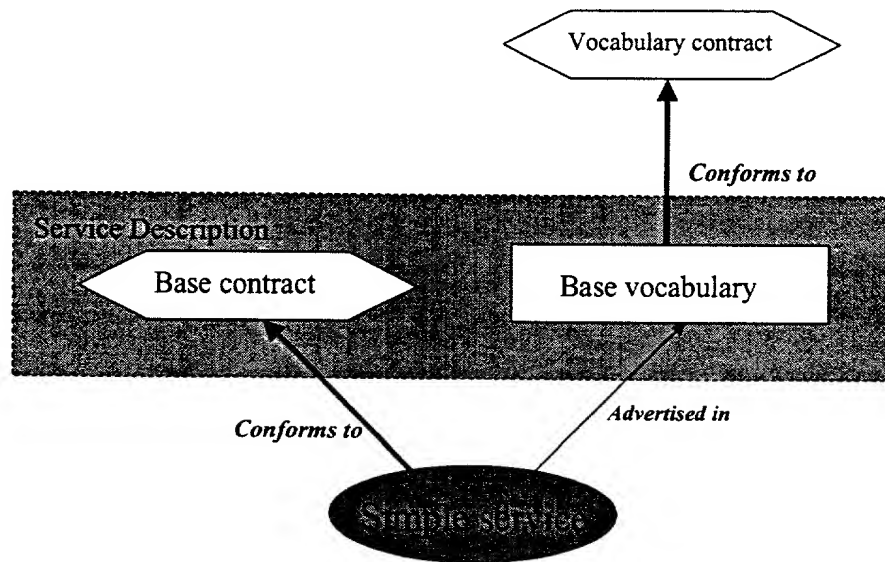 Vocabulary contract
Conforms to
Service Description
Base contract
Base vocabulary
Conforms to
Advertised in
Simple service